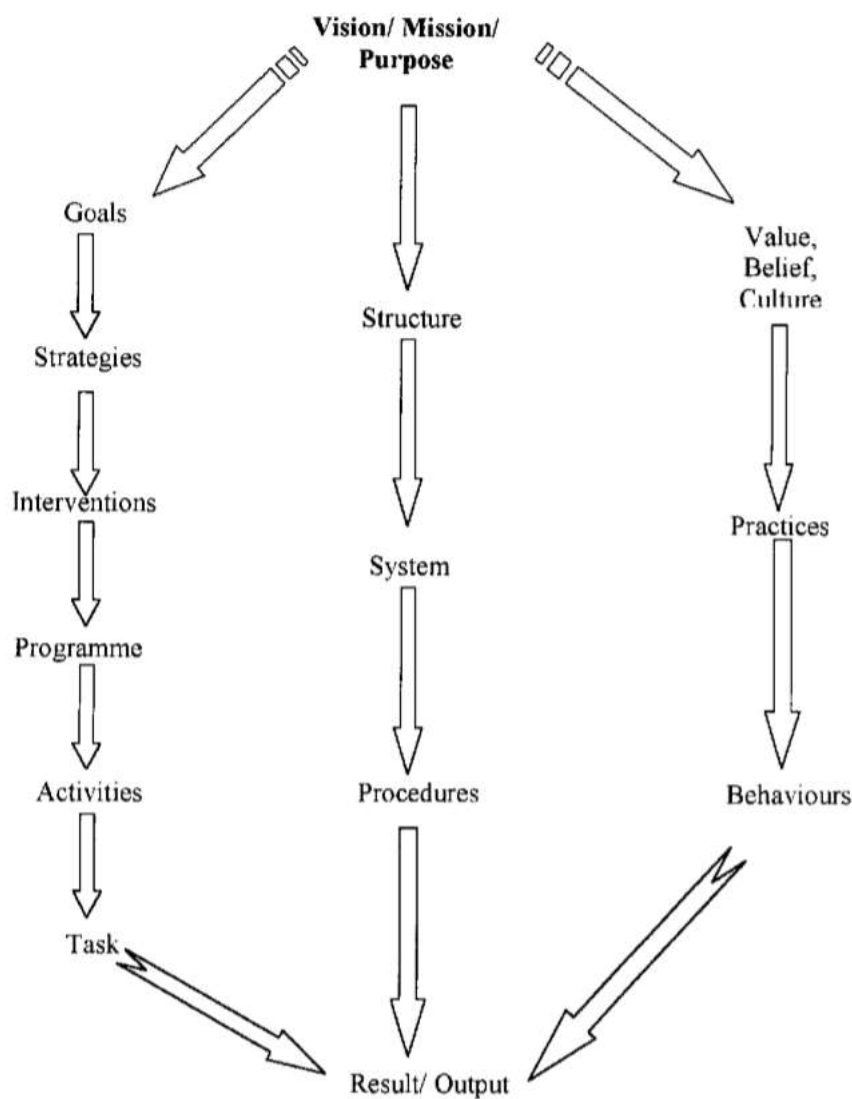 Vision/ Mission/
Purpose
Goals
Value,
Belief,
Culture
Structure
Strategies
Interventions
Practices
System
Programme
Activities
Procedures
Behaviours
Task
Result/ Output